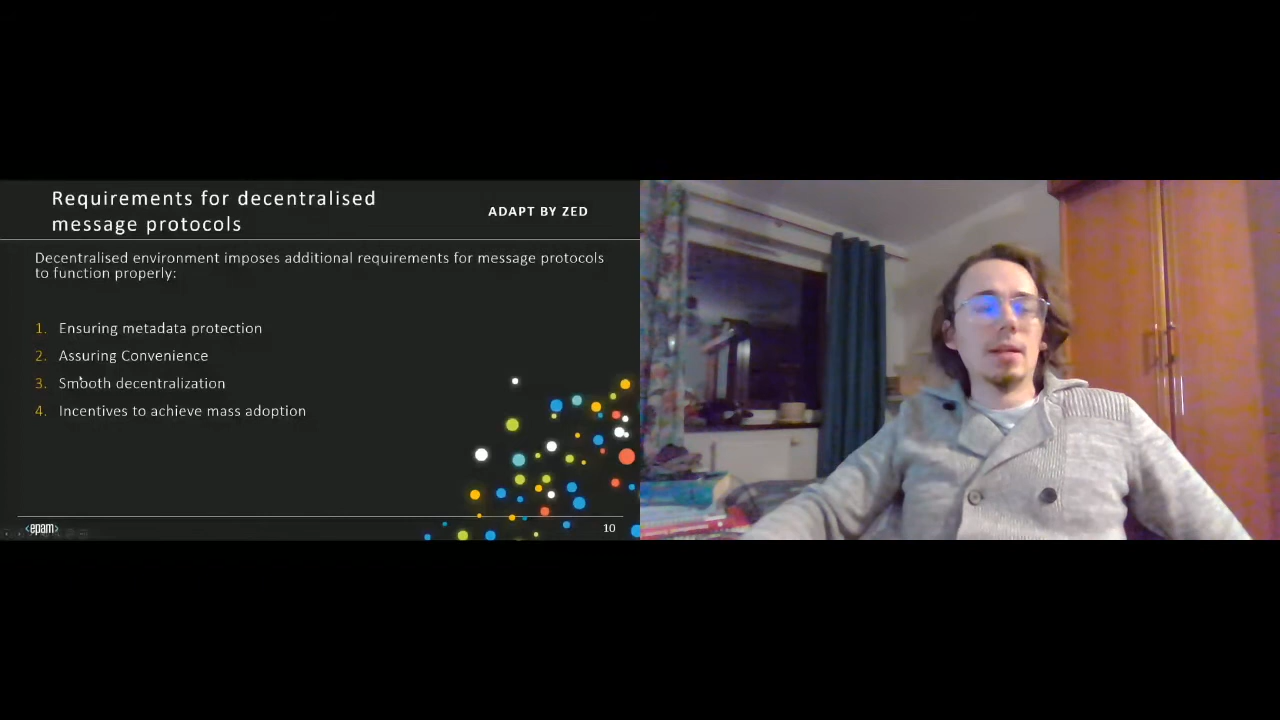 Requirements for decentralised
message protocols
ADAPT BY ZED
Decentralised environment imposes additional requirements for message protocols
to function properly:
1. Ensuring metadata protection
2. Assuring Convenience
3. Smooth decentralization
4. Incentives to achieve mass adoption
<epam>
10